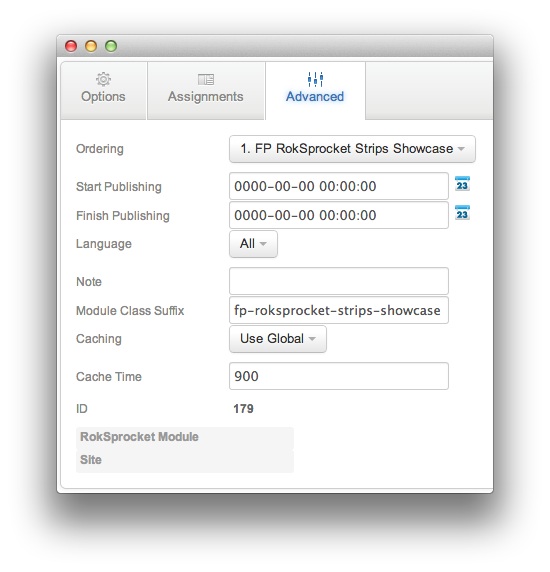 Options Assignments Advanced
Ordering 1. FP RokSprocket Strips Showcase
Start Publishing 0000-00-00 00:00:00 23
Finish Publishing 0000-00-00 00:00:00 23
Language All
Note
Module Class Suffix fp-roksprocket-strips-showcase
Caching Use Global
Cache Time 900
ID 179
RokSprocket Module
Site